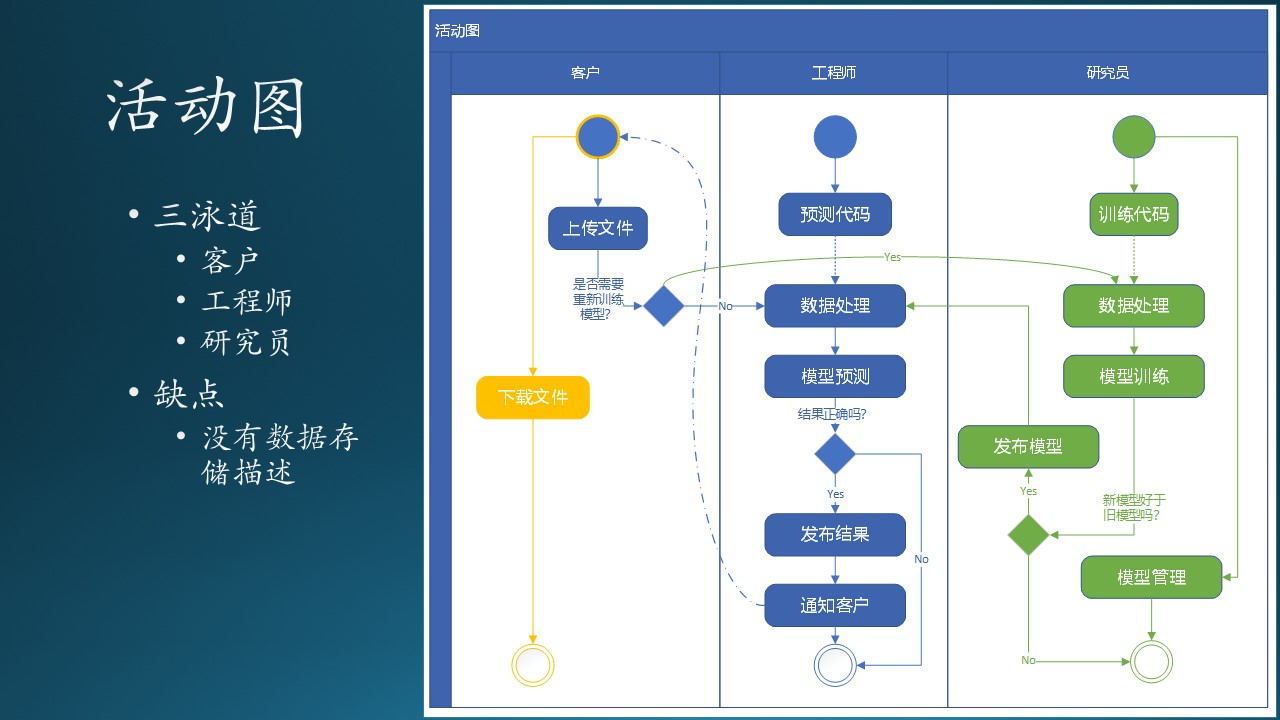 活动图
三泳道
客户
工程师
研究员
缺点
没有数据存
储描述
活动图
客户
工程师
研究员
上传文件
是否需要
重新训练
模型?
No
Yes
下载文件
预测代码
数据处理
模型预测
结果正确吗?
Yes
No
发布结果
通知客户
训练代码
数据处理
模型训练
新模型好于
旧模型吗?
发布模型
Yes
No
模型管理